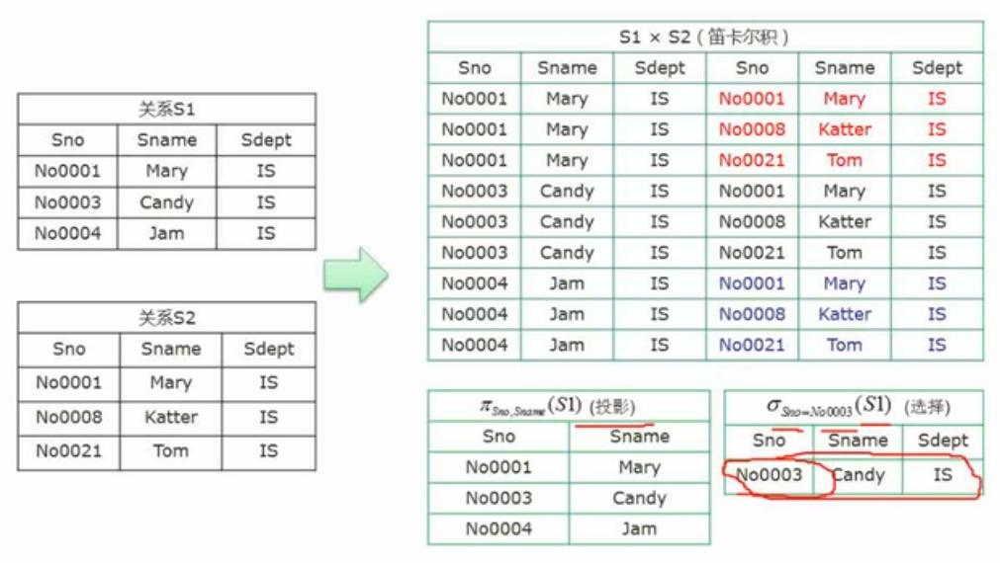 关系S1
Sno Sname Sdept
No0001 Mary IS
No0003 Candy IS
No0004 Jam IS
关系S2
Sno Sname Sdept
No0001 Mary IS
No0008 Katter IS
No0021 Tom IS
S1 × S2 ( 笛卡尔积 )
Sno Sname Sdept Sno Sname Sdept
No0001 Mary IS No0001 Mary IS
No0001 Mary IS No0008 Katter IS
No0001 Mary IS No0021 Tom IS
No0003 Candy IS No0001 Mary IS
No0003 Candy IS No0008 Katter IS
No0003 Candy IS No0021 Tom IS
No0004 Jam IS No0001 Mary IS
No0004 Jam IS No0008 Katter IS
No0004 Jam IS No0021 Tom IS
π Sno,Sname (S1) (投影)
Sno Sname
No0001 Mary
No0003 Candy
No0004 Jam
σ Sno=No0003 (S1) (选择)
Sno Sname Sdept
No0003 Candy IS